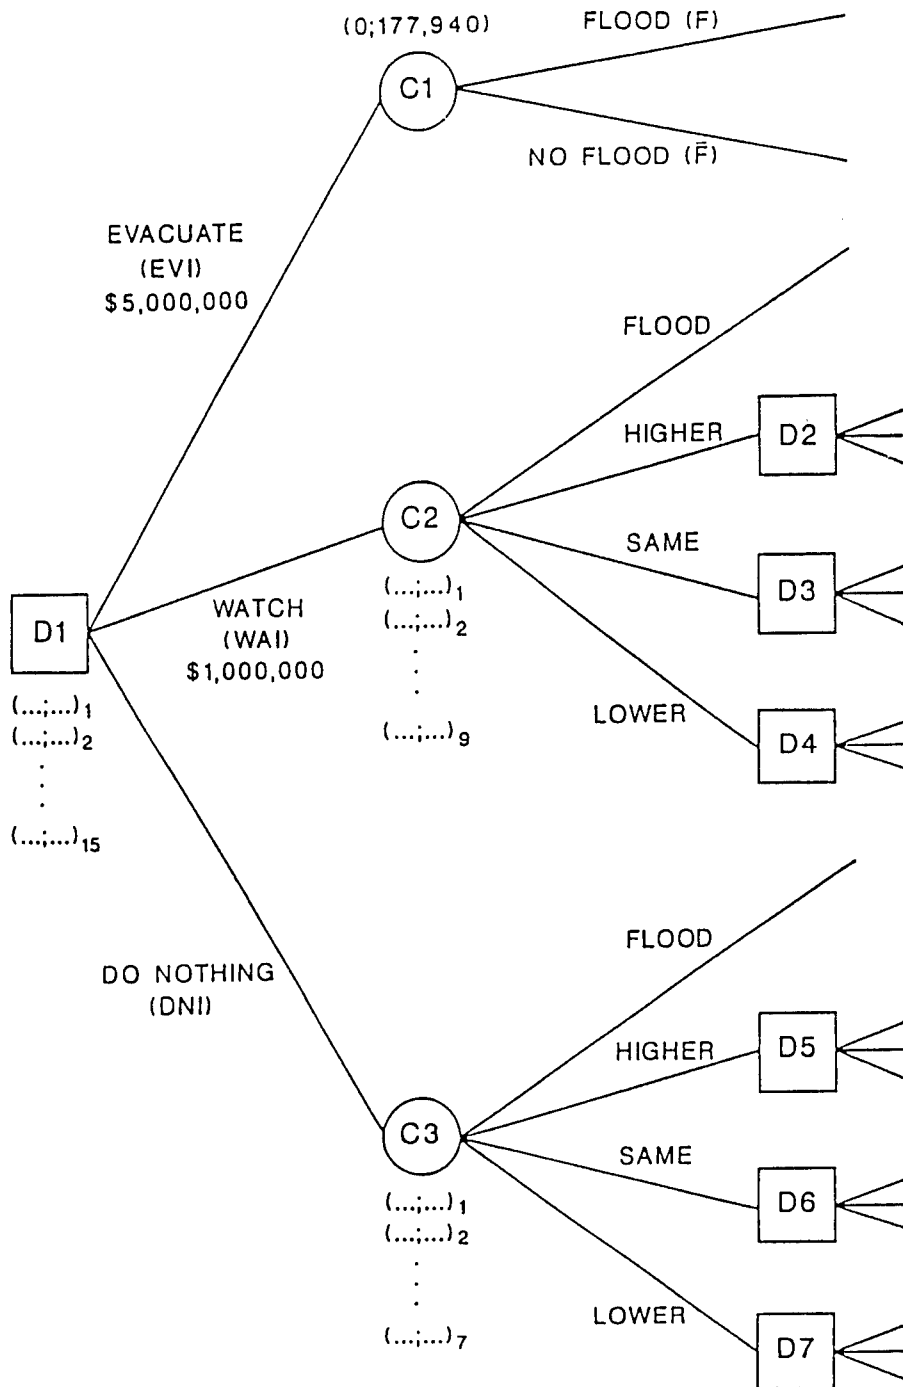 (0;177,940)
FLOOD (F)
C1
NO FLOOD (F̄)
EVACUATE
(EVI)
$5,000,000
FLOOD
HIGHER
D2
C2
SAME
D3
(...;...)1
(...;...)2
.
.
.
(...;...)9
WATCH
(WAI)
$1,000,000
LOWER
D4
D1
(...;...)1
(...;...)2
.
.
.
(...;...)15
DO NOTHING
(DNI)
FLOOD
HIGHER
D5
C3
SAME
D6
(...;...)1
(...;...)2
.
.
.
(...;...)7
LOWER
D7